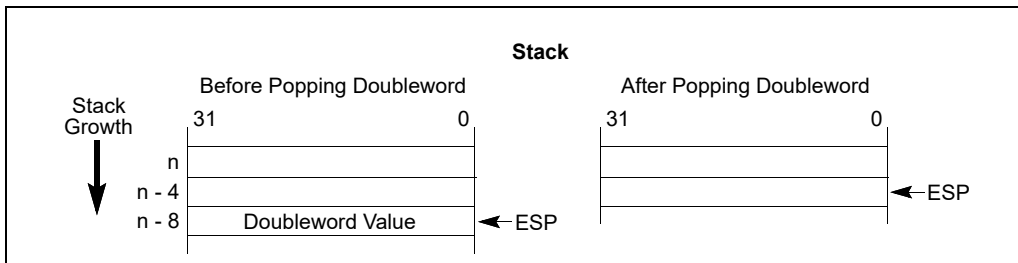 Stack
Before Popping Doubleword
After Popping Doubleword
Stack
Growth
31 0
31 0
n
n - 4
ESP
n - 8 Doubleword Value ESP